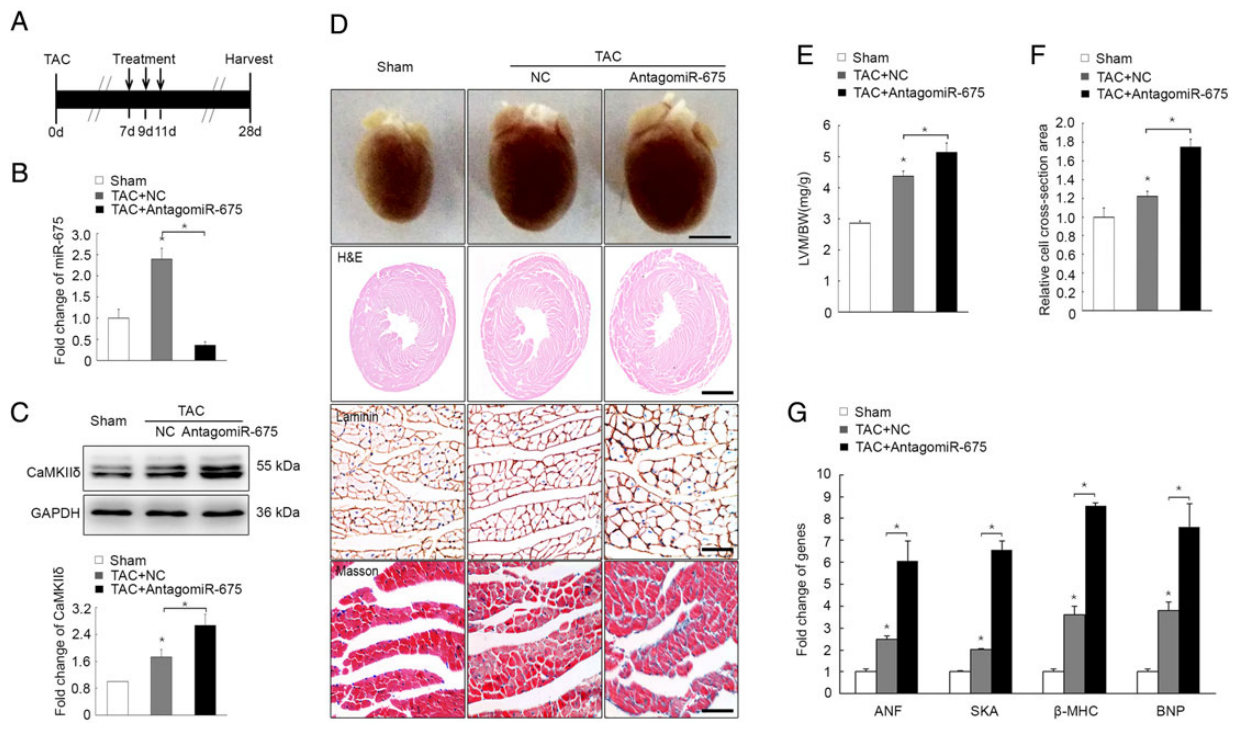 A
TAC Treatment Harvest
0d 7d 9d 11d 28d
B
Sham
TAC+NC
TAC+AntagomiR-675
Fold change of miR-675
3.0
2.5
2.0
1.5
1.0
0.5
0
* * 
C
Sham TAC
NC AntagomiR-675
CaMKIIδ 55 kDa
GAPDH 36 kDa
Sham
TAC+NC
TAC+AntagomiR-675
Fold change of CaMKIIδ
3.2
2.4
1.6
0.8
0
* *
D
Sham TAC
NC AntagomiR-675
H&E
Laminin
Masson
E
Sham
TAC+NC
TAC+AntagomiR-675
LVM/BW(mg/g)
6
5
4
3
2
1
0
* *
F
Sham
TAC+NC
TAC+AntagomiR-675
Relative cell cross-section area
2.0
1.8
1.6
1.4
1.2
1.0
0.8
0.6
0.4
0.2
0
* *
G
Sham
TAC+NC
TAC+AntagomiR-675
Fold change of genes
10
9
8
7
6
5
4
3
2
1
0
* * * * * * * *
ANF SKA β-MHC BNP